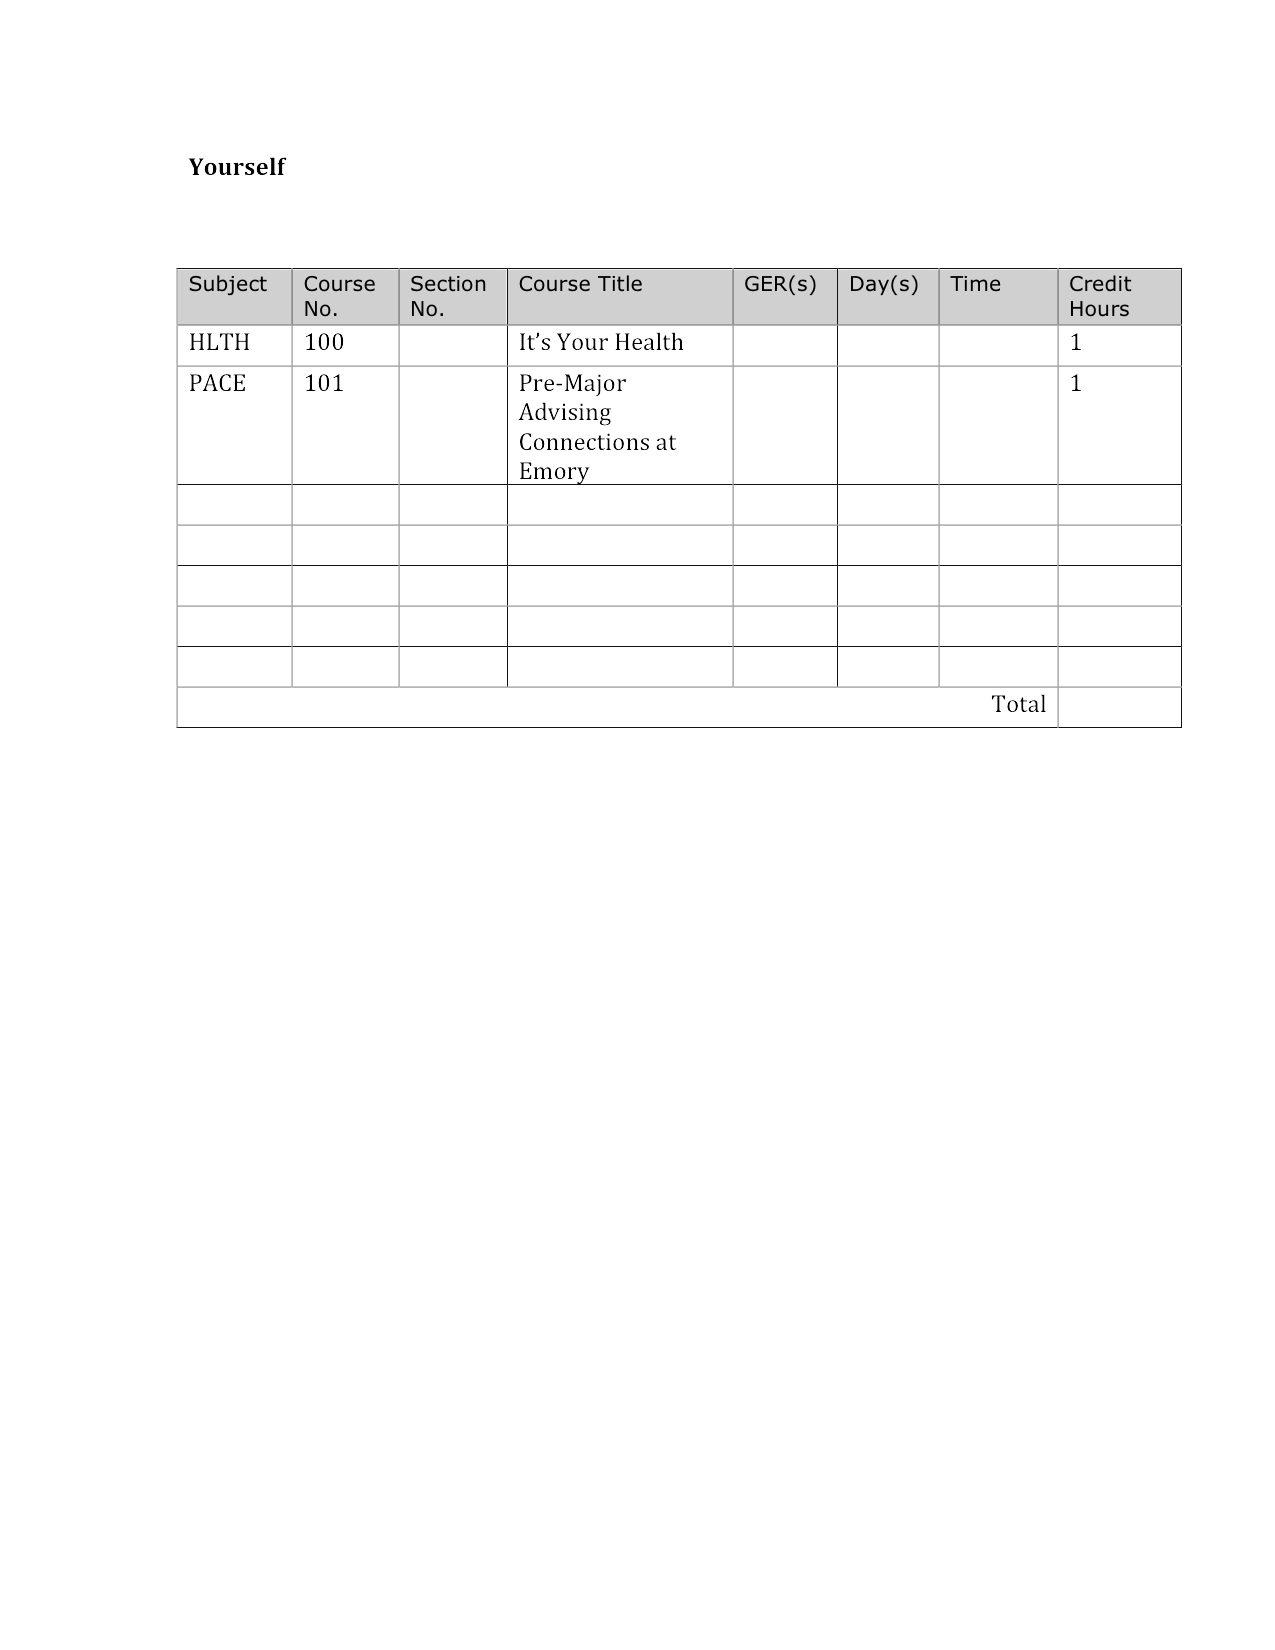 Yourself
Subject Course No. Section No. Course Title GER(s) Day(s) Time Credit Hours
HLTH 100 It’s Your Health 1
PACE 101 Pre-Major Advising Connections at Emory 1
Total